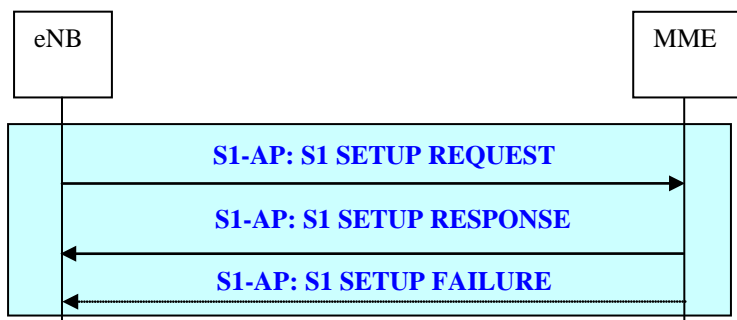 eNB
MME
S1-AP: S1 SETUP REQUEST
S1-AP: S1 SETUP RESPONSE
S1-AP: S1 SETUP FAILURE